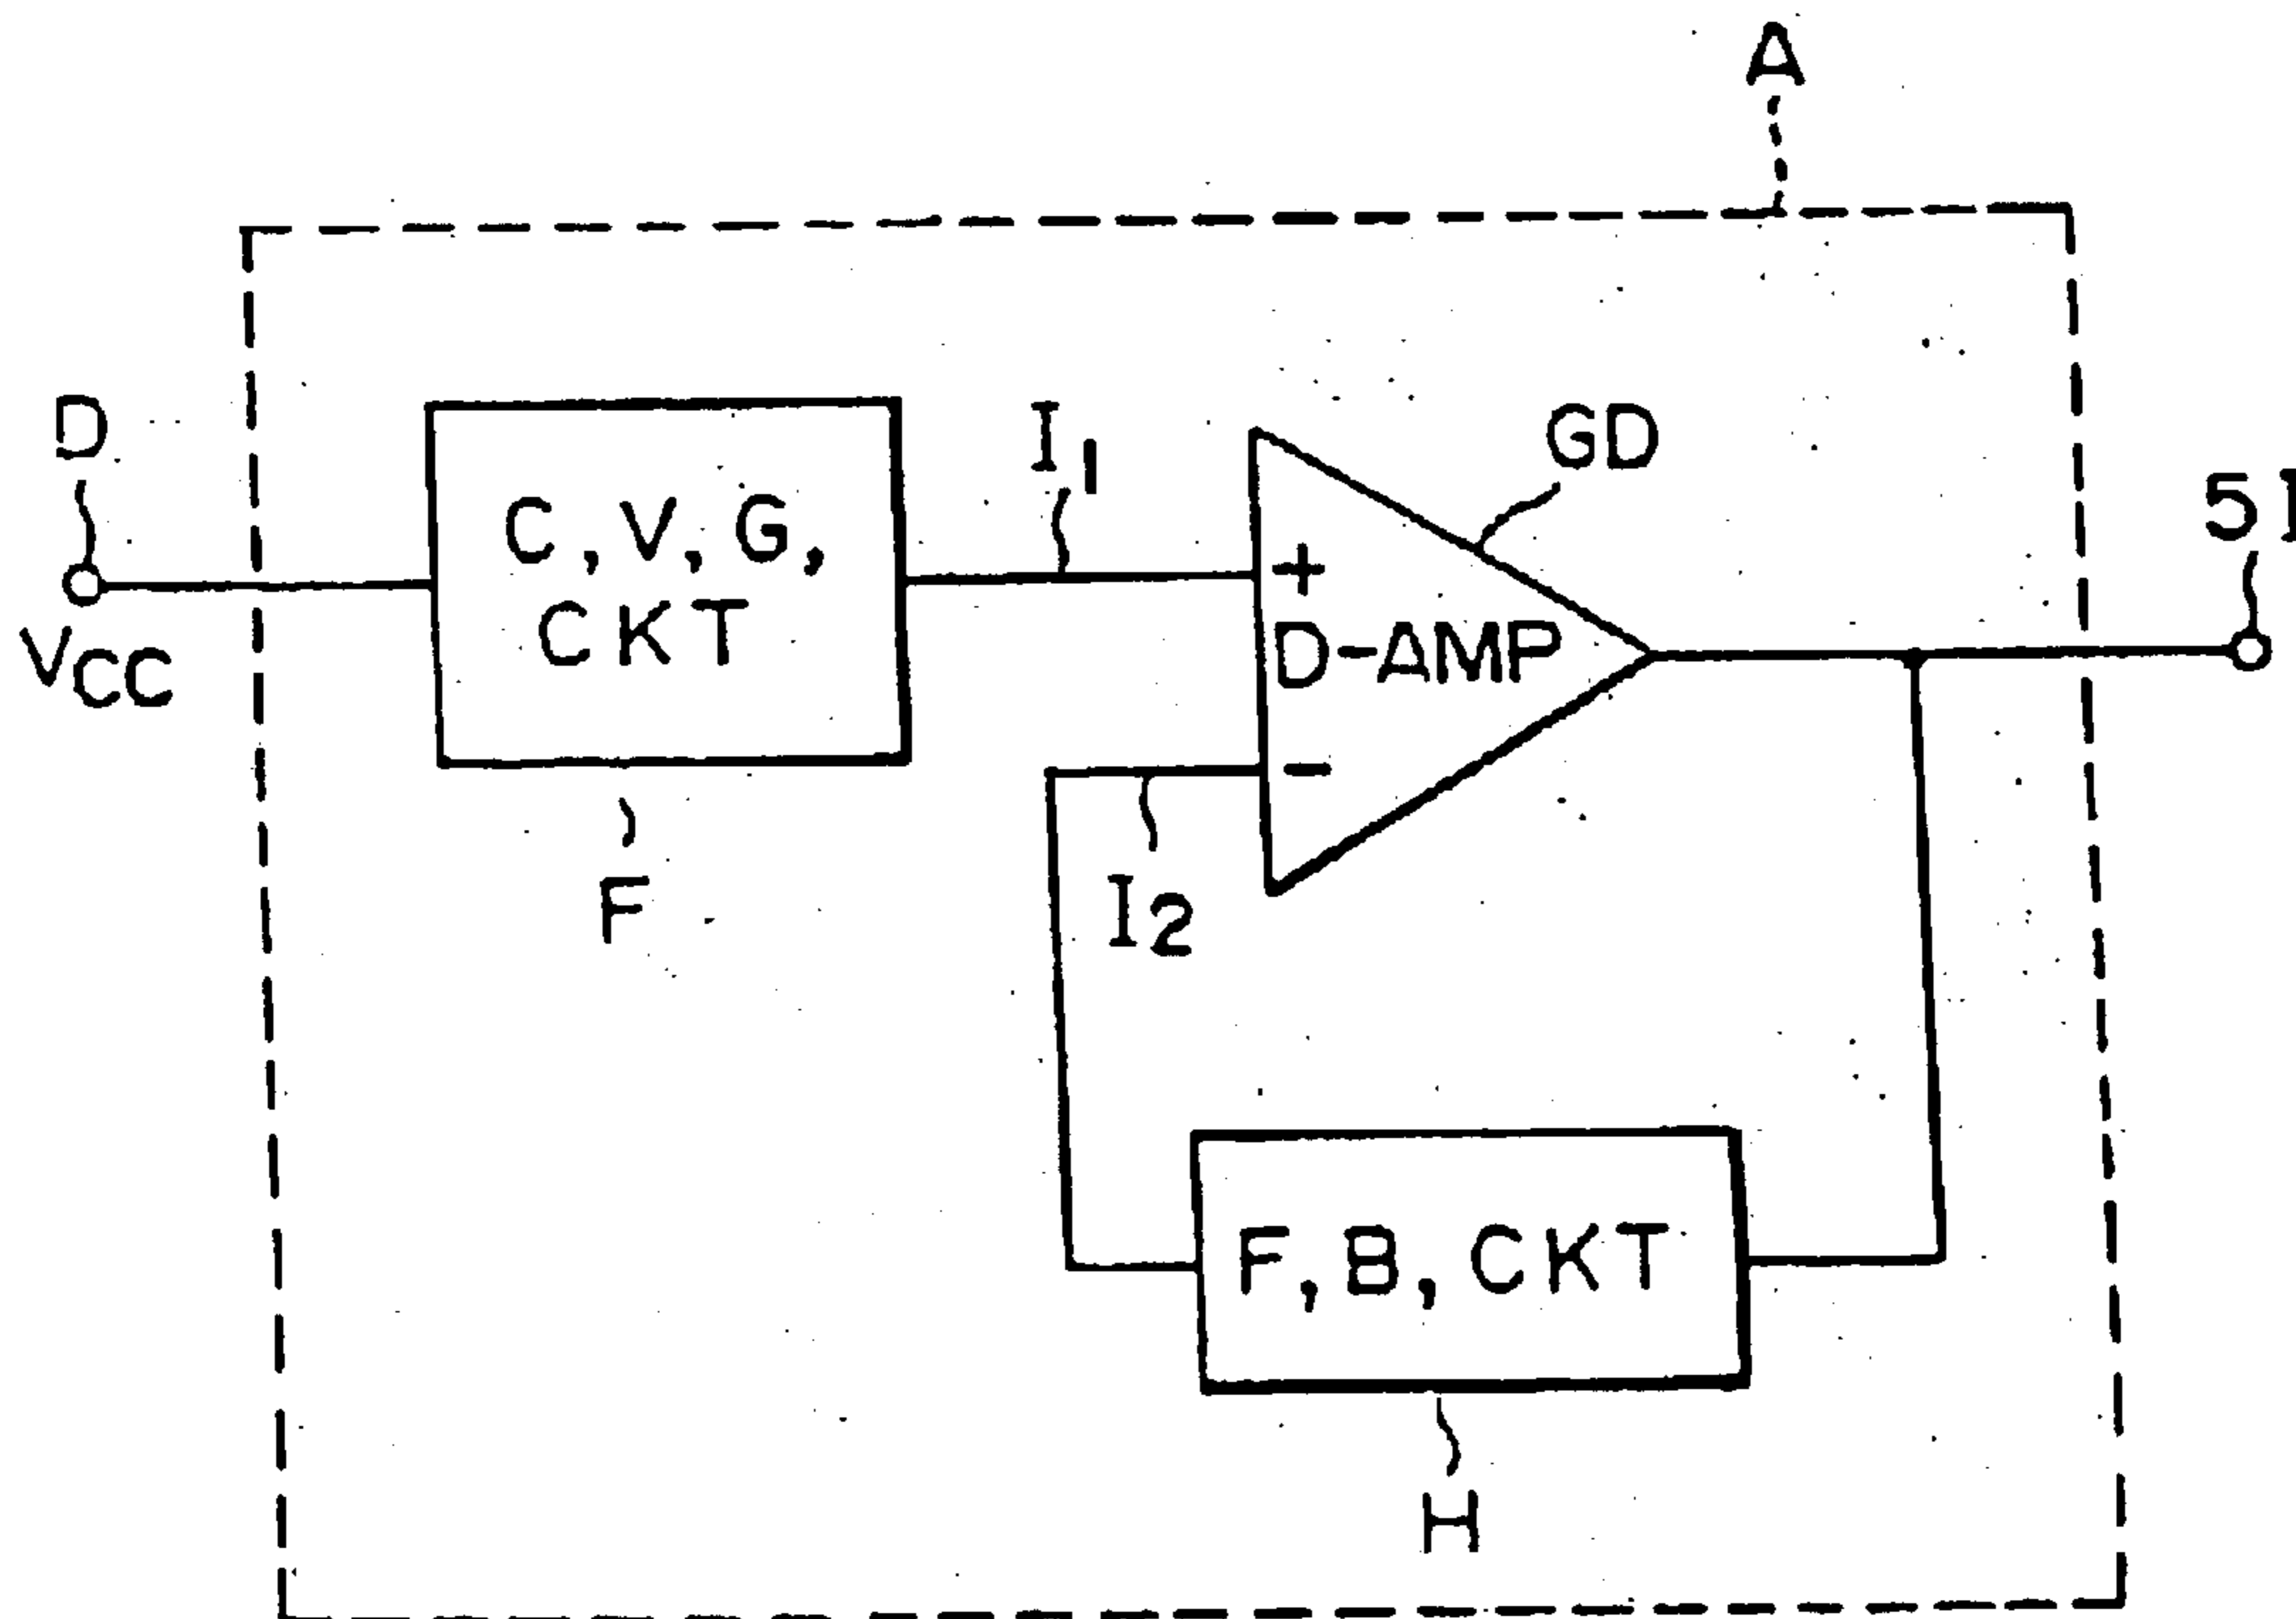 A
D
VCC
C,V,G,
CKT
F
I1
GD
+
D-AMP
-
I2
51
F,B,CKT
H